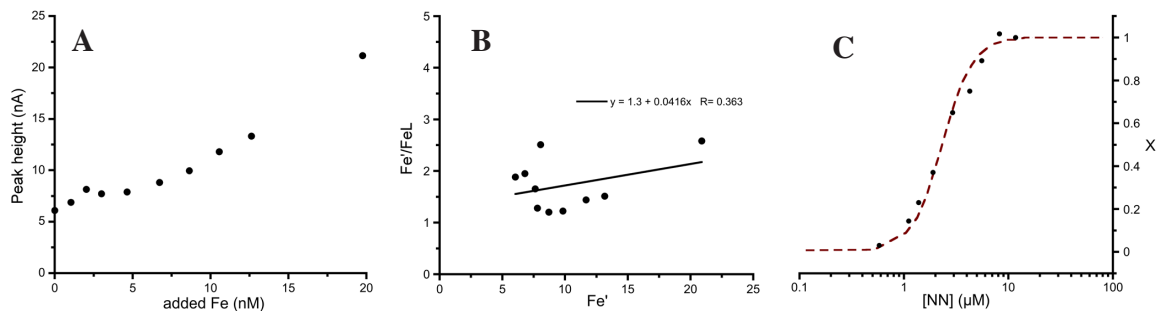 A
25
20
15
10
5
0
Peak height (nA)
0 5 10 15 20
added Fe (nM)
B
5
4
3
2
1
0
Fe'/FeL
y = 1.3 + 0.0416x R= 0.363
0 5 10 15 20 25
Fe'
C
1
0.8
0.6
0.4
0.2
0
X
0.1 1 10 100
[NN] (µM)